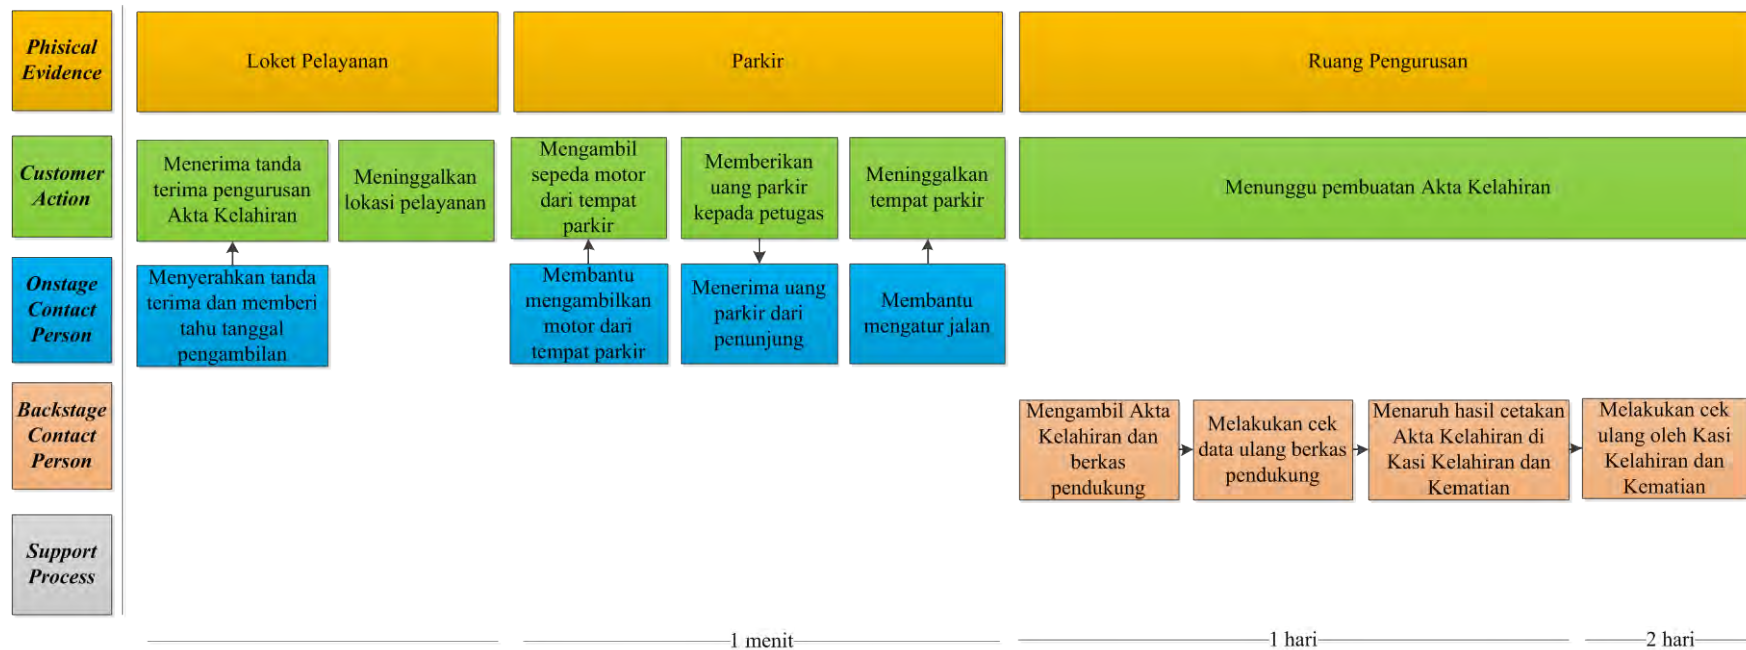 Phisical
Evidence
Loket Pelayanan
Parkir
Ruang Pengurusan
Customer
Action
Menerima tanda
terima pengurusan
Akta Kelahiran
Meninggalkan
lokasi pelayanan
Mengambil
sepeda motor
dari tempat
parkir
Memberikan
uang parkir
kepada petugas
Meninggalkan
tempat parkir
Menunggu pembuatan Akta Kelahiran
Onstage
Contact
Person
Menyerahkan tanda
terima dan memberi
tahu tanggal
pengambilan
Membantu
mengambilkan
motor dari
tempat parkir
Menerima uang
parkir dari
penunjung
Membantu
mengatur jalan
Backstage
Contact
Person
Mengambil Akta
Kelahiran dan
berkas
pendukung
Melakukan cek
data ulang berkas
pendukung
Menaruh hasil cetakan
Akta Kelahiran di
Kasi Kelahiran dan
Kematian
Melakukan cek
ulang oleh Kasi
Kelahiran dan
Kematian
Support
Process
1 menit
1 hari
2 hari